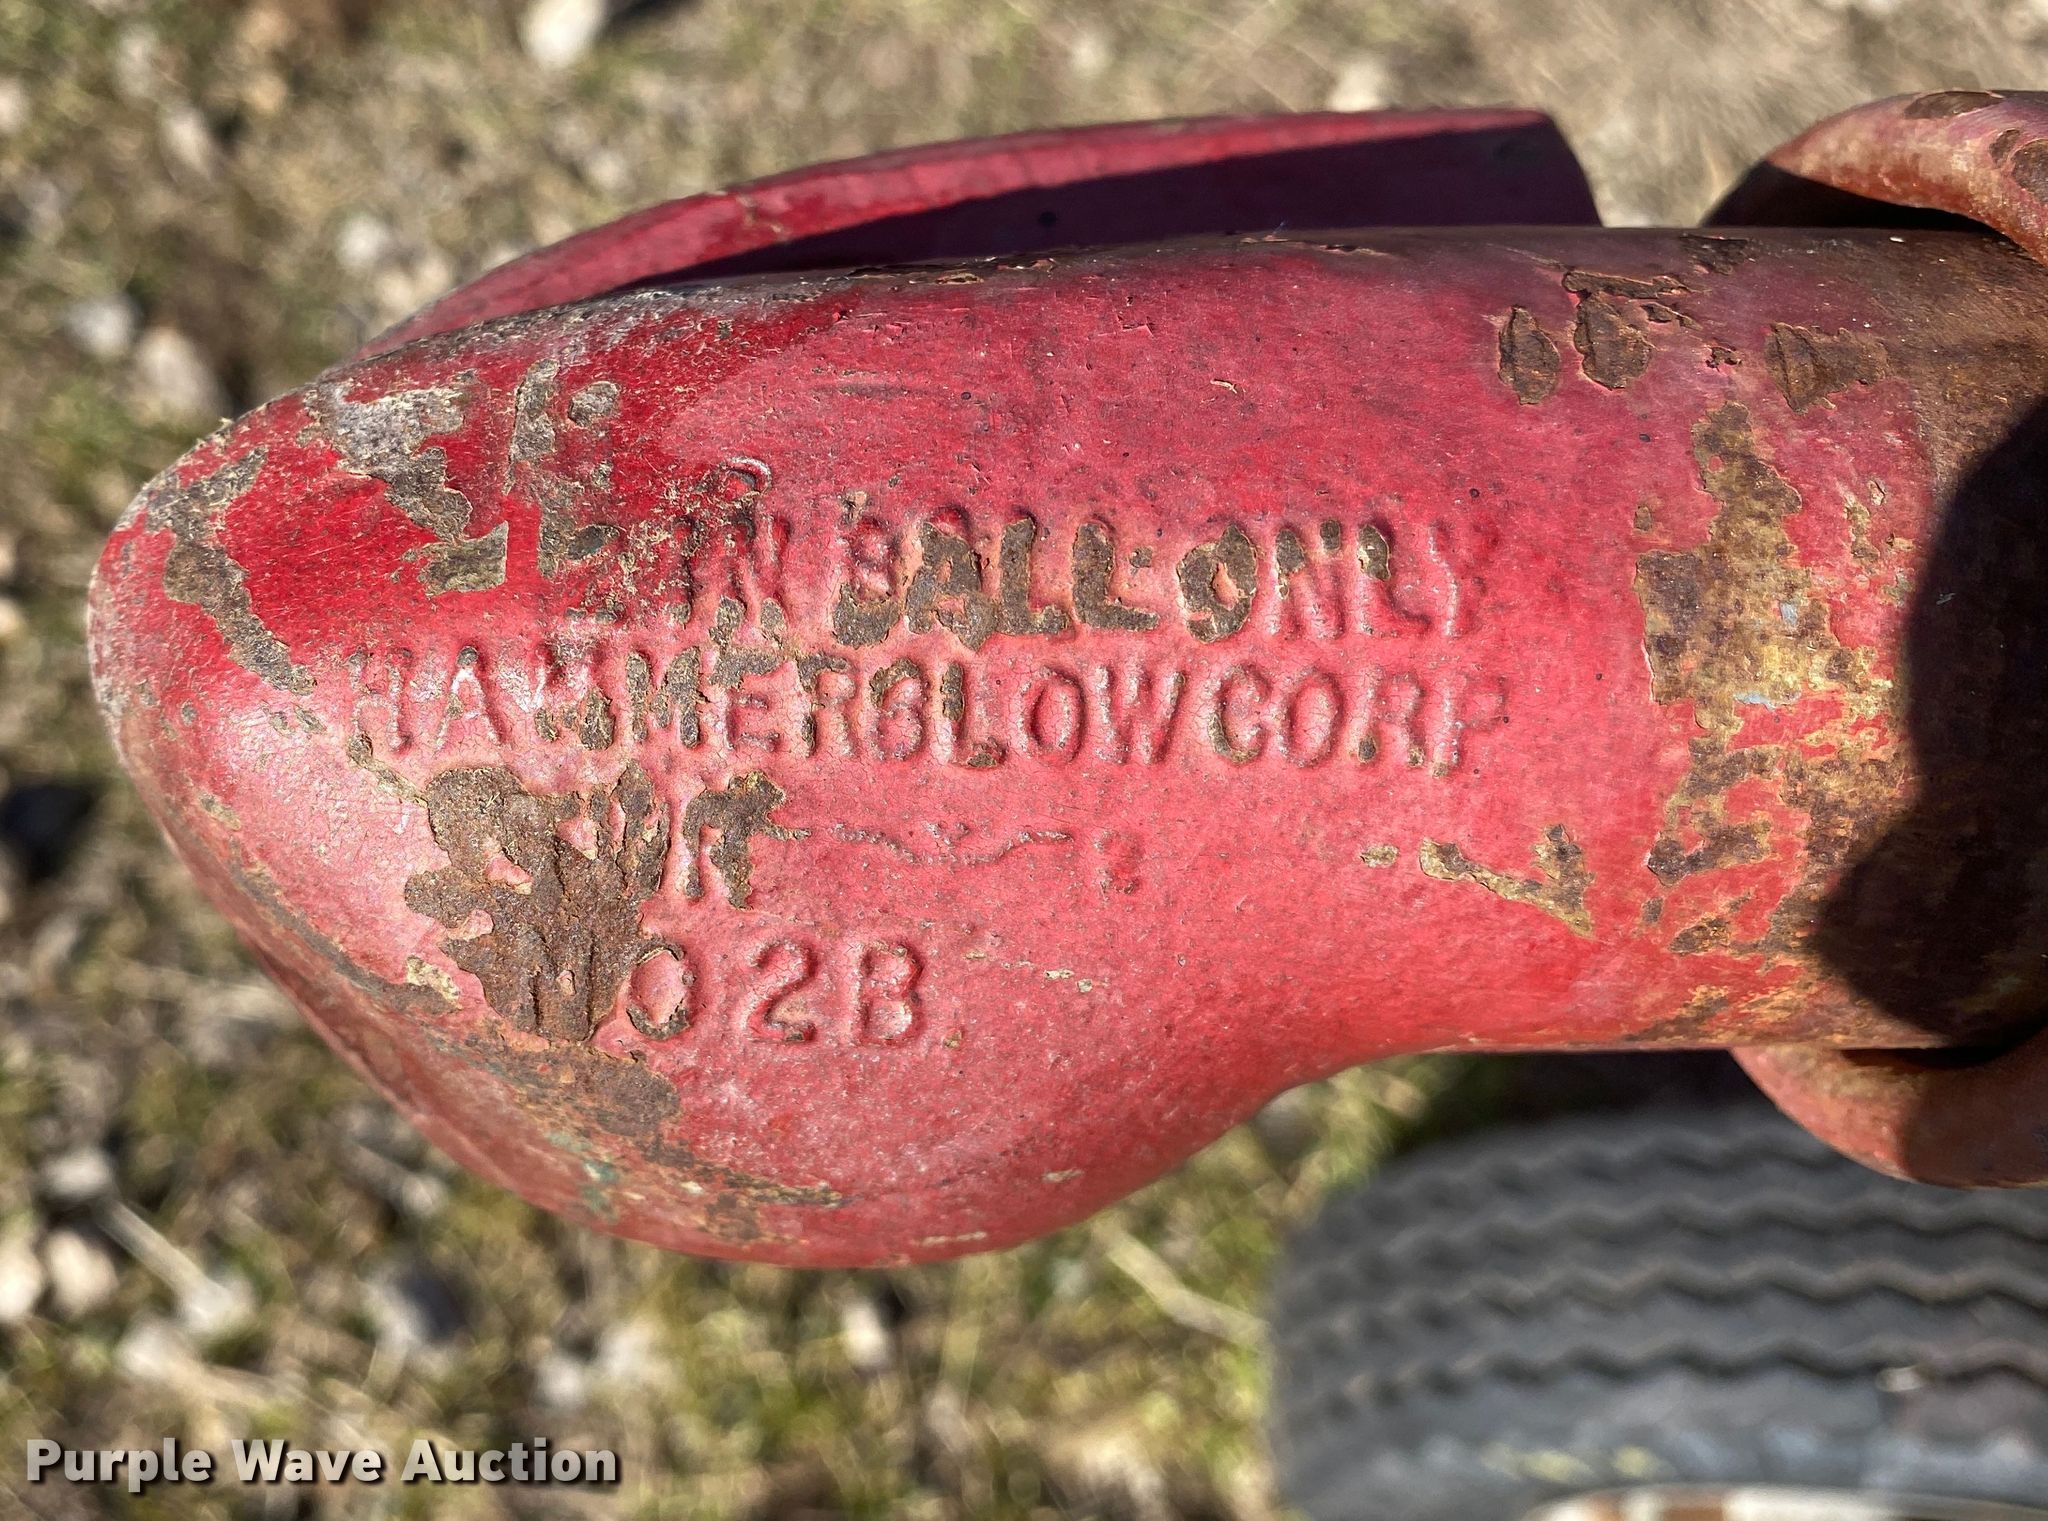 IN BALL ONLY
HAMMERBLOW CORP
02B
Purple Wave Auction